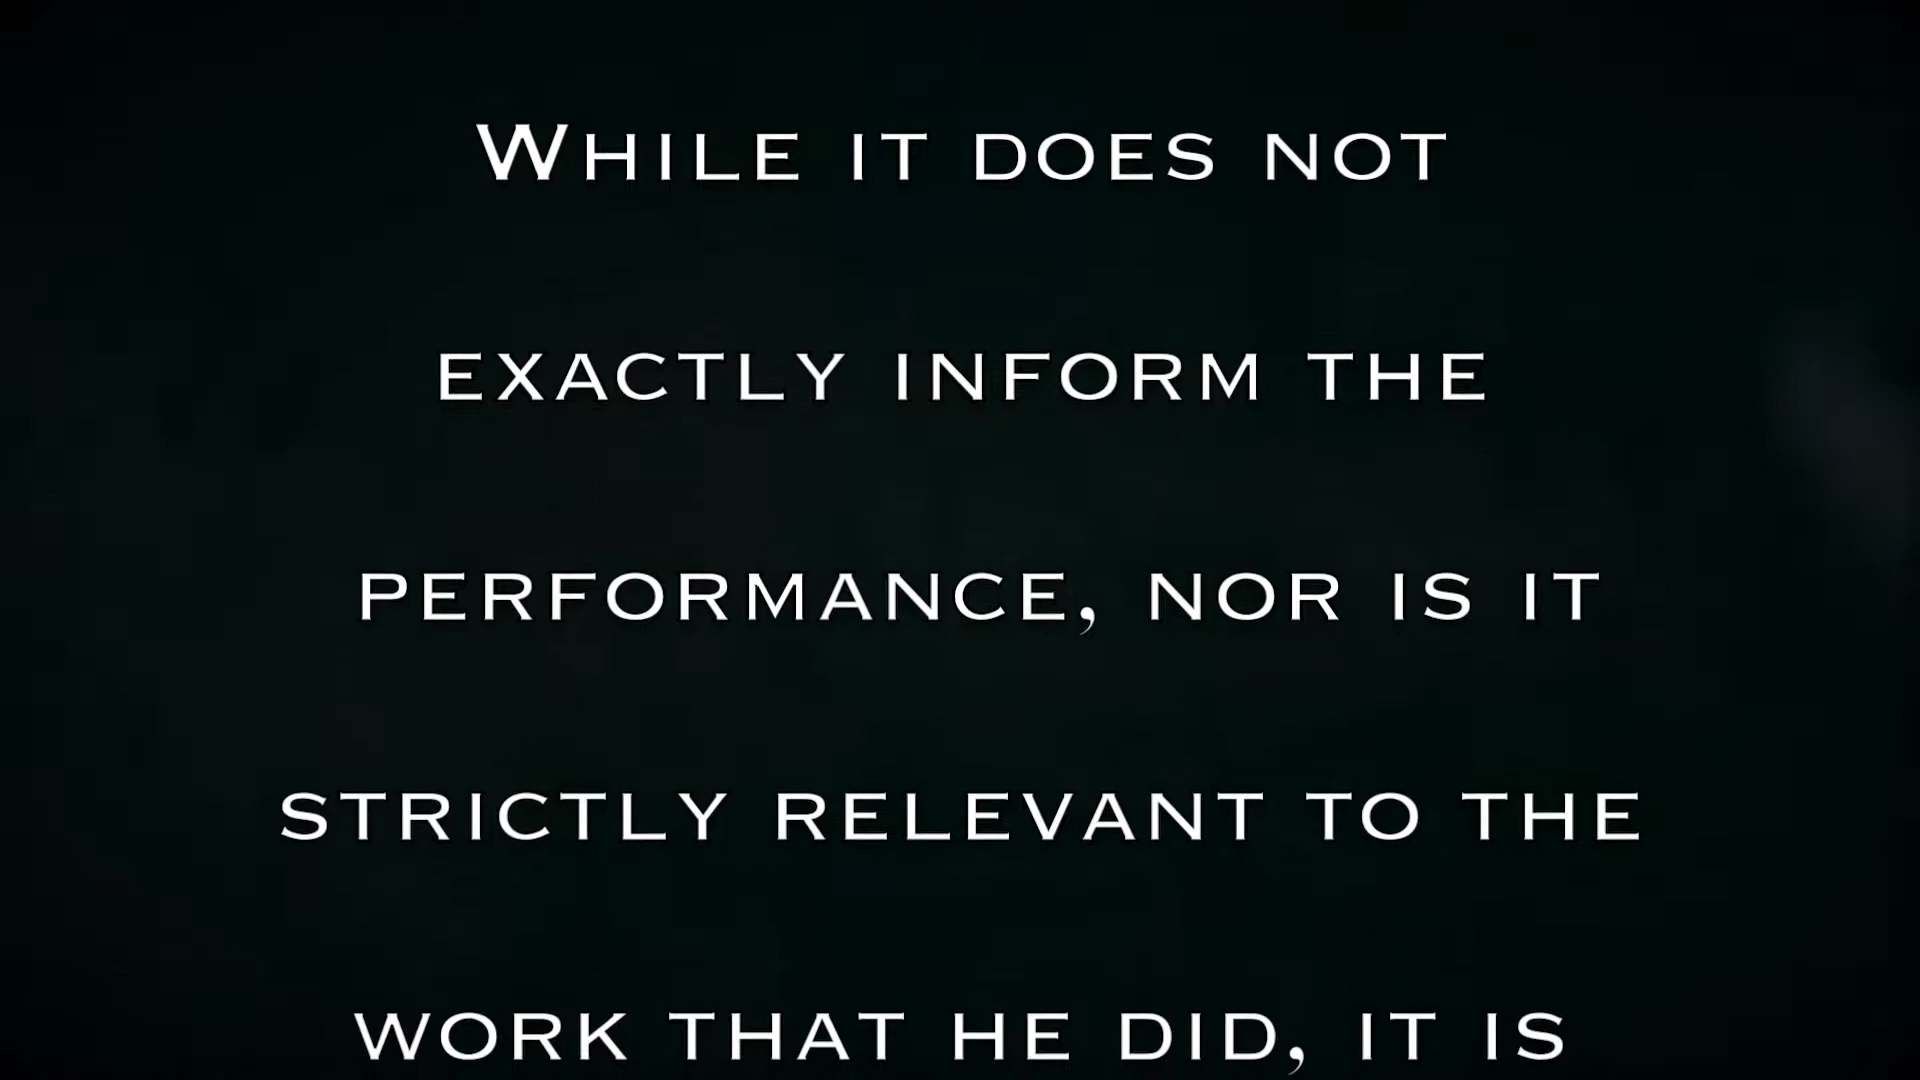 While it does not
exactly inform the
performance, nor is it
strictly relevant to the
work that he did, it is